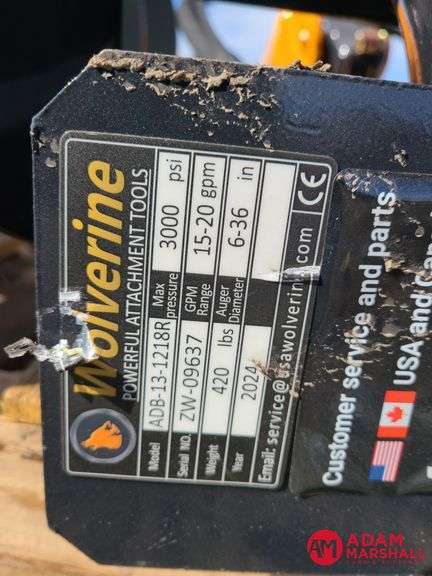 Wolverine
POWERFUL ATTACHMENT TOOLS
Model ADB-13-1218R Max pressure 3000 psi
Serial NO. ZW-09637 GPM Range 15-20 gpm
Weight 420 lbs Auger Diameter 6-36 in
Year 2024
Email: service@usawolverin .com CE
Customer service and parts
USA and Can
AM ADAM
MARSHALL